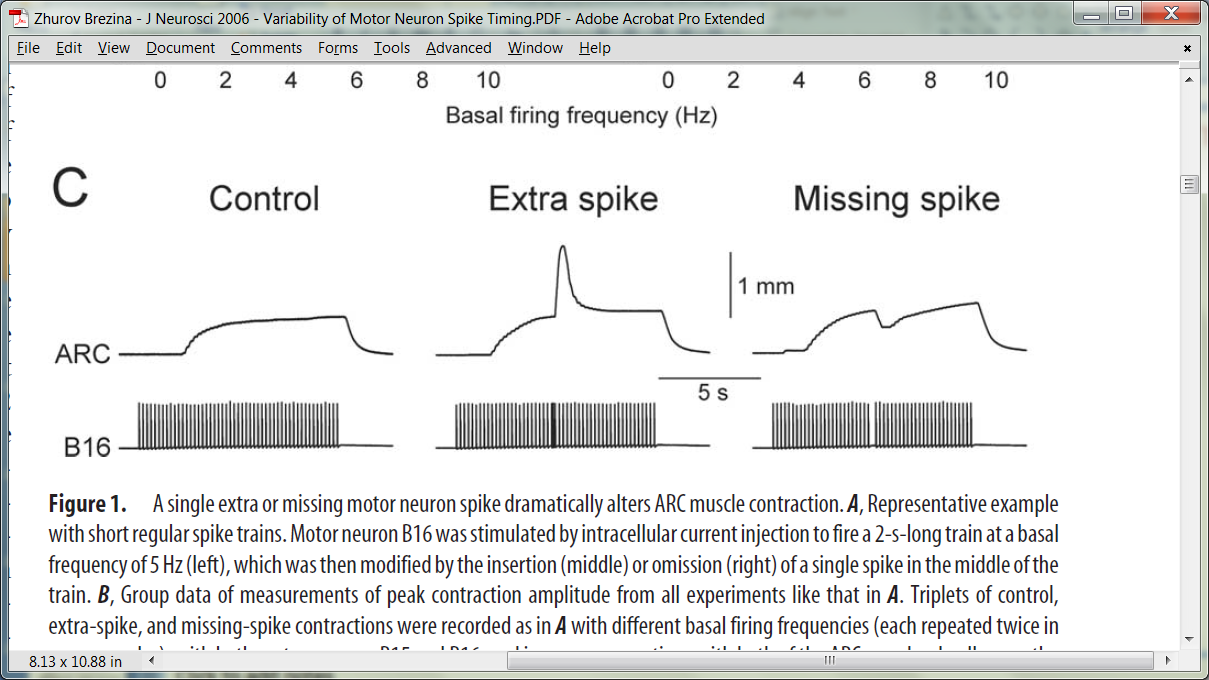 Zhurov Brezina - J Neurosci 2006 - Variability of Motor Neuron Spike Timing.PDF - Adobe Acrobat Pro Extended
File Edit View Document Comments Forms Tools Advanced Window Help
0 2 4 6 8 10 0 2 4 6 8 10
Basal firing frequency (Hz)
C
Control Extra spike Missing spike
1 mm
ARC
5 s
B16
Figure 1. A single extra or missing motor neuron spike dramatically alters ARC muscle contraction. A, Representative example
with short regular spike trains. Motor neuron B16 was stimulated by intracellular current injection to fire a 2-s-long train at a basal
frequency of 5 Hz (left), which was then modified by the insertion (middle) or omission (right) of a single spike in the middle of the
train. B, Group data of measurements of peak contraction amplitude from all experiments like that in A. Triplets of control,
extra-spike, and missing-spike contractions were recorded as in A with different basal firing frequencies (each repeated twice in
8.13 x 10.88 in